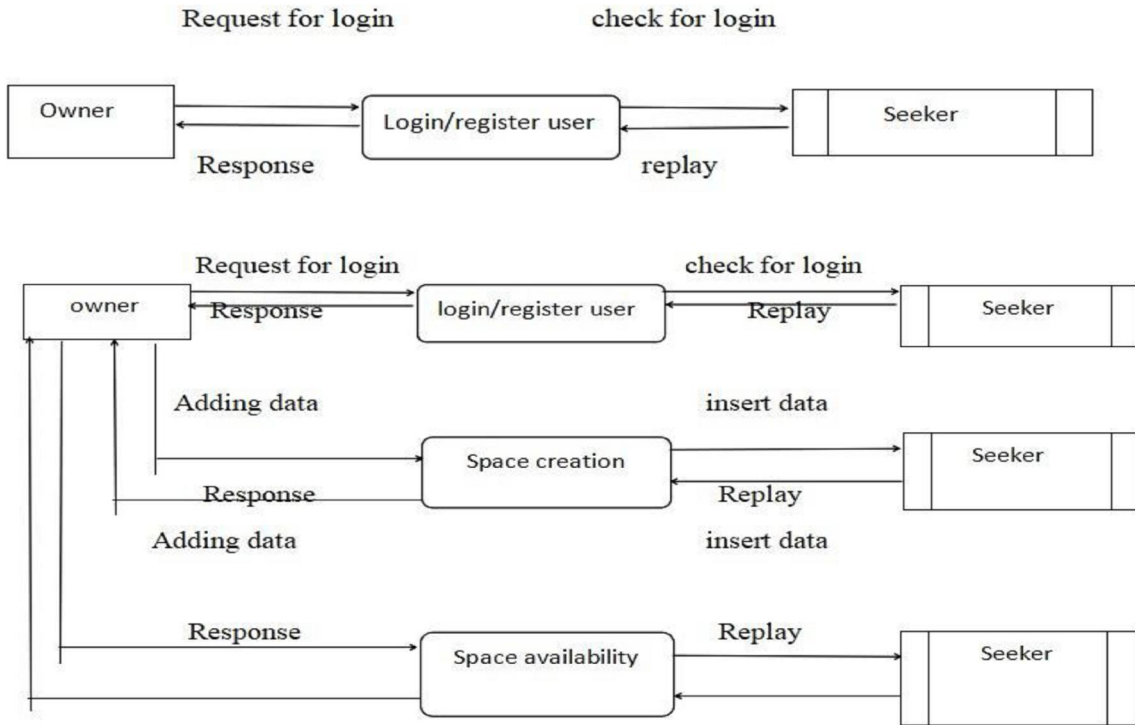 Request for login check for login
Owner Login/register user Seeker
Response replay
Request for login check for login
owner Response login/register user Replay Seeker
Adding data insert data
Space creation Seeker
Response Replay
Adding data insert data
Response Replay
Space availability Seeker